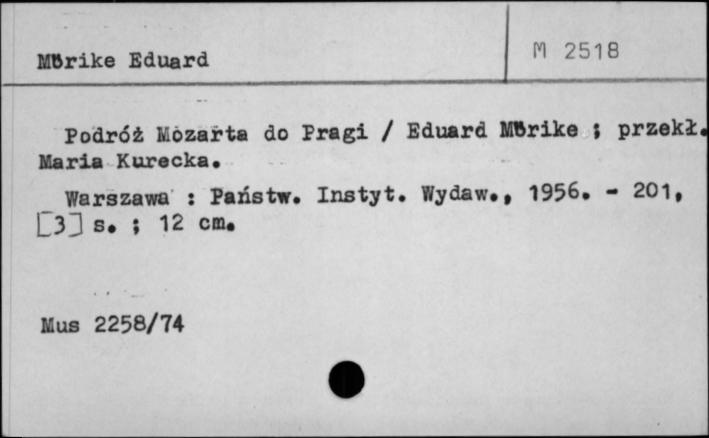 Mörike Eduard
M 2518
Podróż Mozarta do Pragi / Eduard Mörike ; przekł.
Maria Kurecka.
Warszawa : Państw. Instyt. Wydaw., 1956. - 201,
[3] s. ; 12 cm.
Mus 2258/74